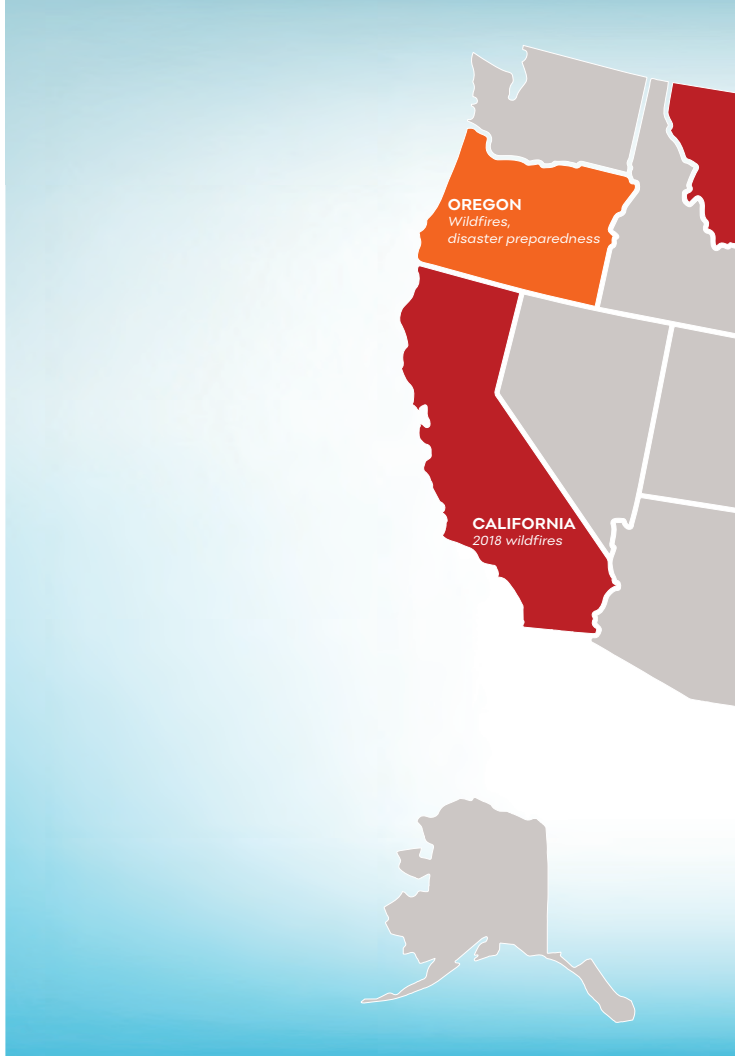 OREGON
Wildfires,
disaster preparedness
CALIFORNIA
2018 wildfires